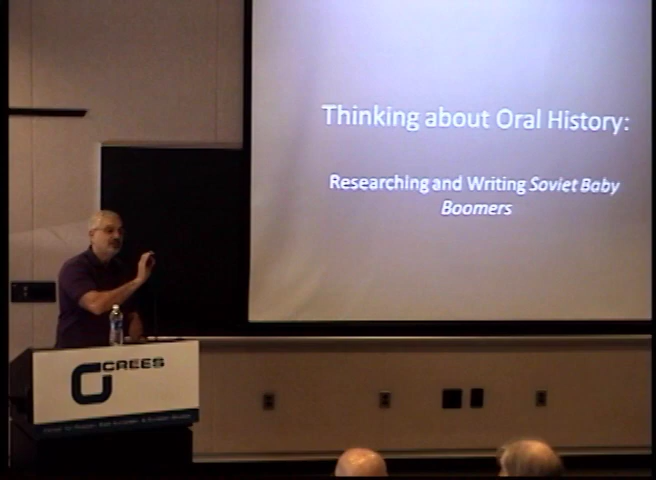 Thinking about Oral History:
Researching and Writing Soviet Baby
Boomers
CREES